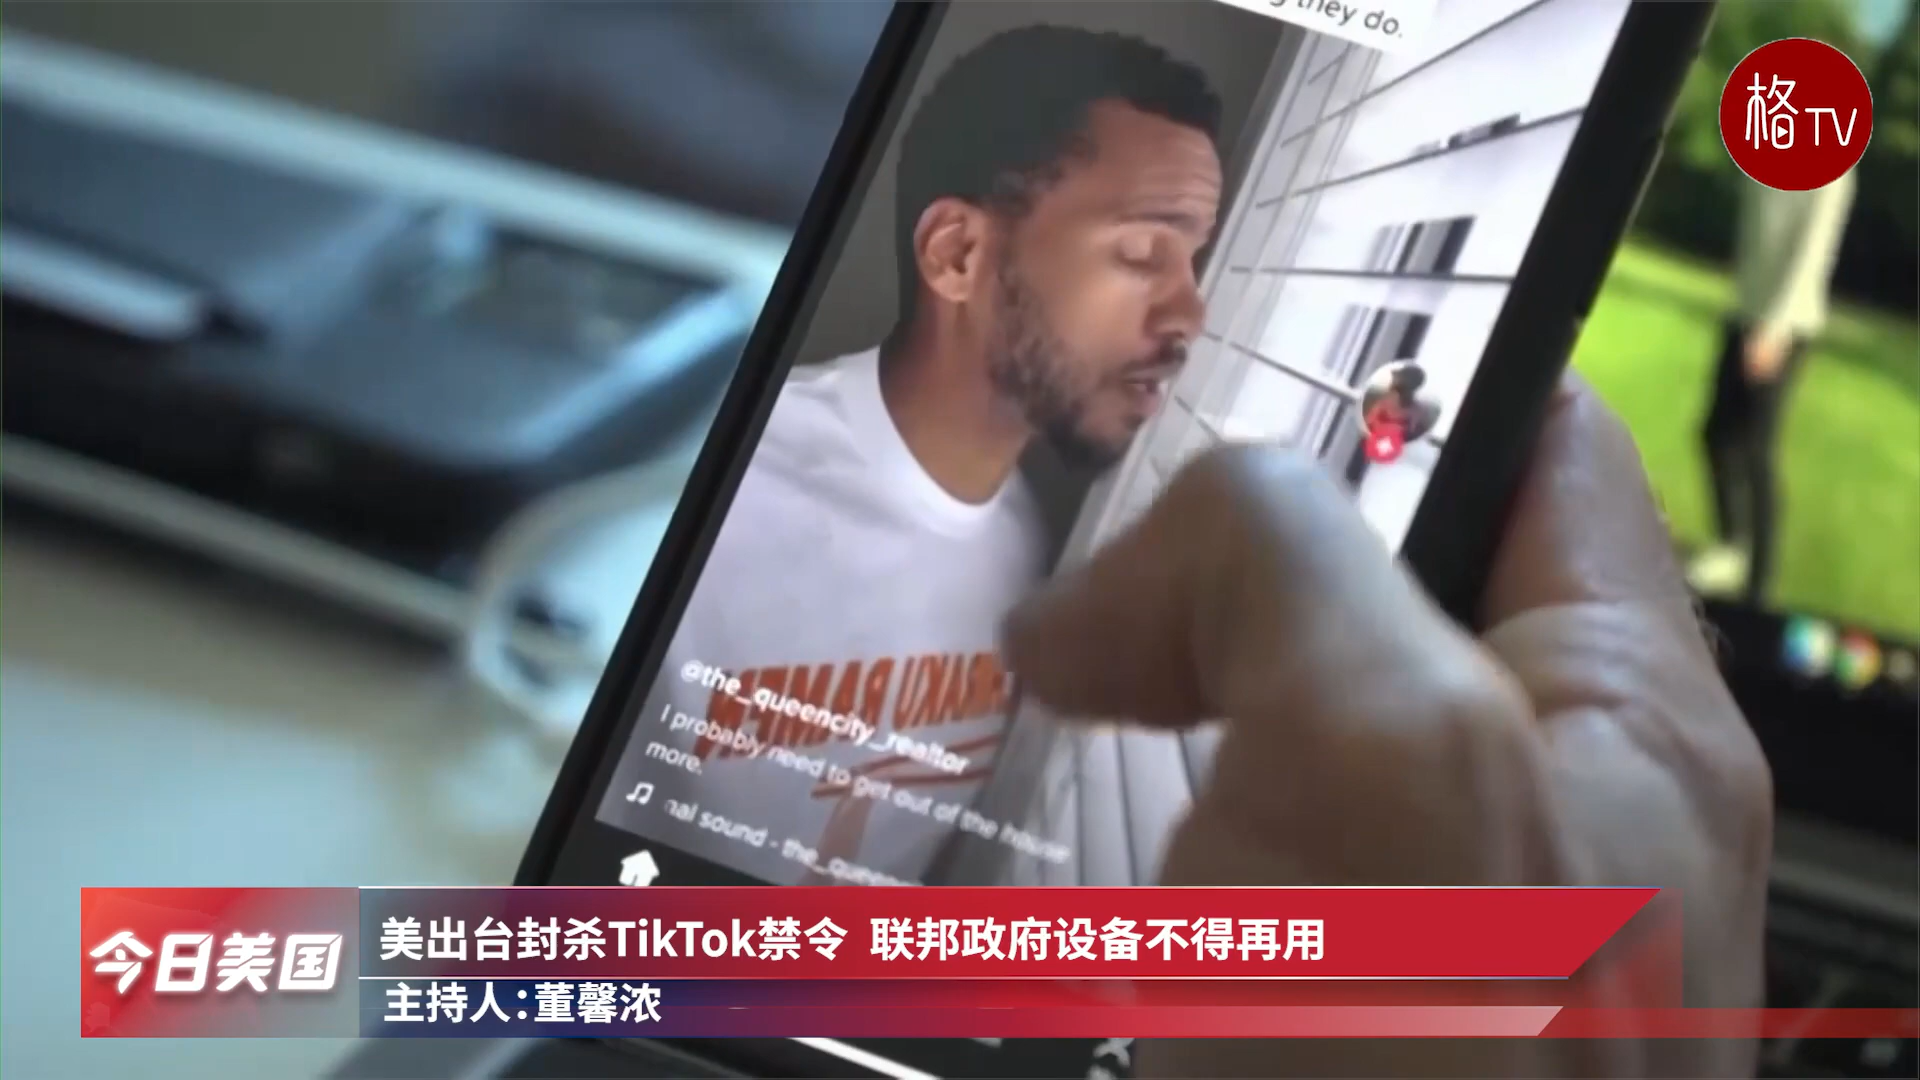 they do.
格TV
@the_queencity_realtor
I probably need to get out of the house
more.
nal sound - the_queen
今日美国
美出台封杀TikTok禁令 联邦政府设备不得再用
主持人:董馨浓